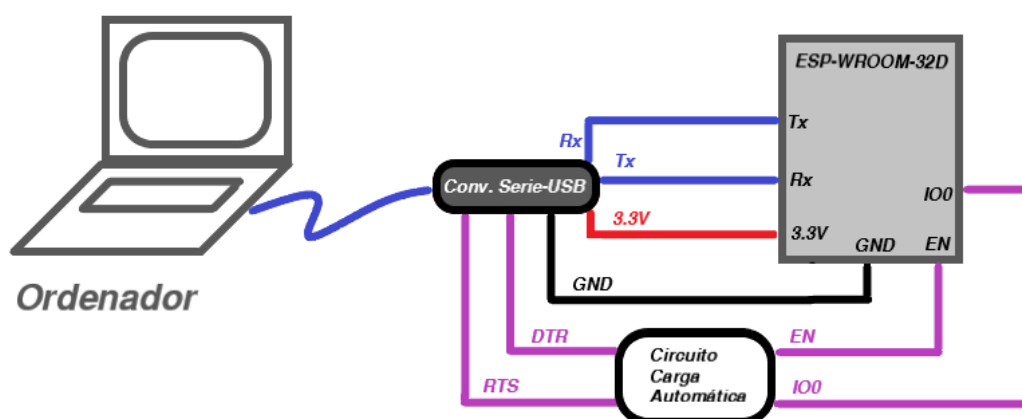 ESP-WROOM-32D
Rx
Tx
Tx
Conv. Serie-USB
Rx
IO0
3.3V
3.3V
GND
EN
GND
Ordenador
DTR
EN
Circuito
Carga
Automática
RTS
IO0